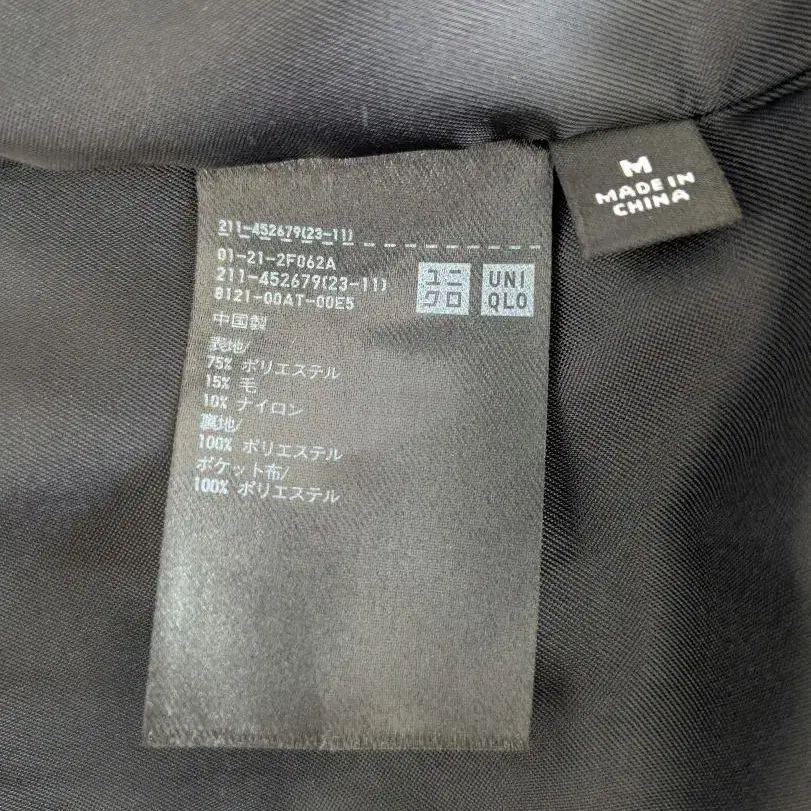 211-452679(23-11)
01-21-2F062A
211-452679(23-11)
8121-00AT-00E5
中国製
表地/
75% ポリエステル
15% 毛
10% ナイロン
裏地/
100% ポリエステル
ポケット布/
100% ポリエステル
ユニ
クロ
UNI
QLO
M
MADE IN
CHINA